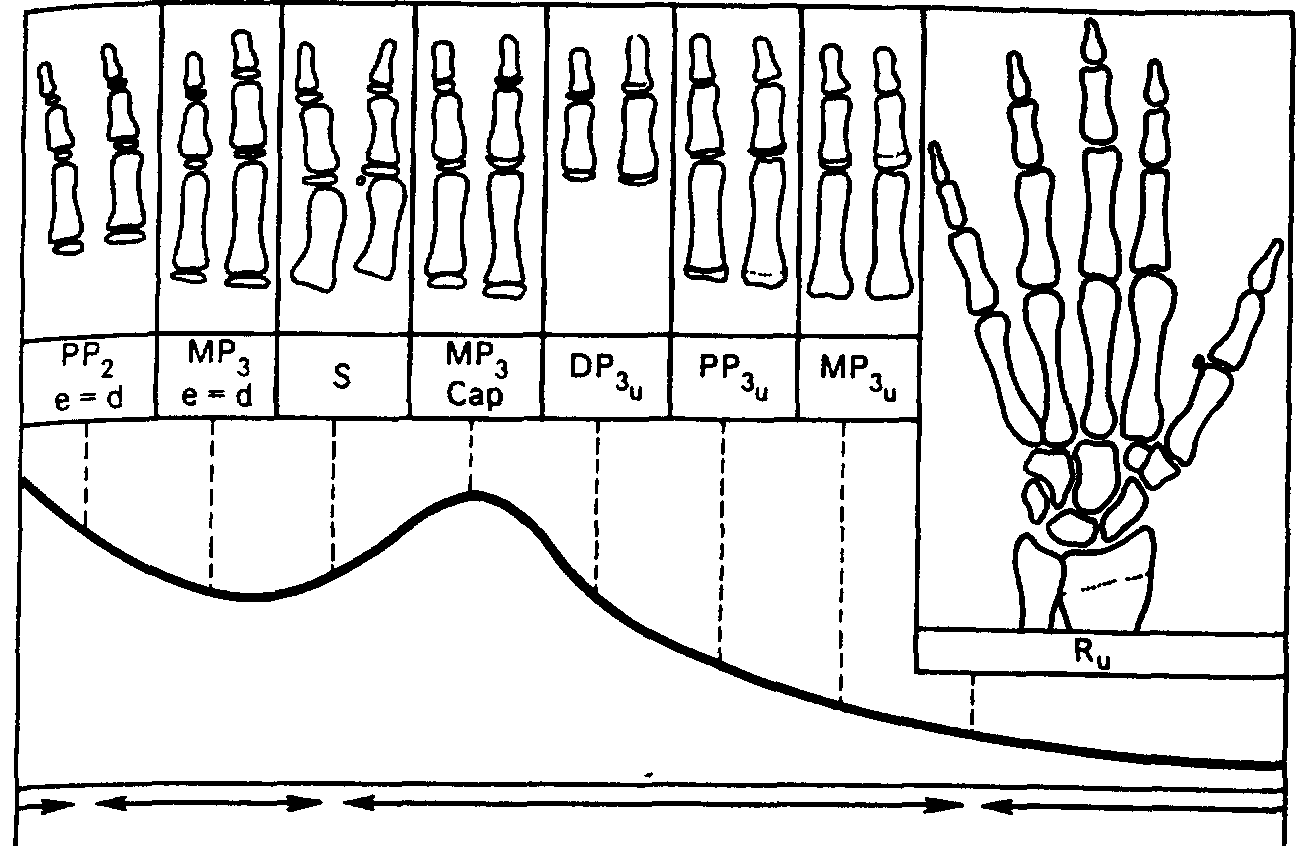 PP2
e = d
MP3
e = d
S
MP3
Cap
DP3u
PP3u
MP3u
Ru